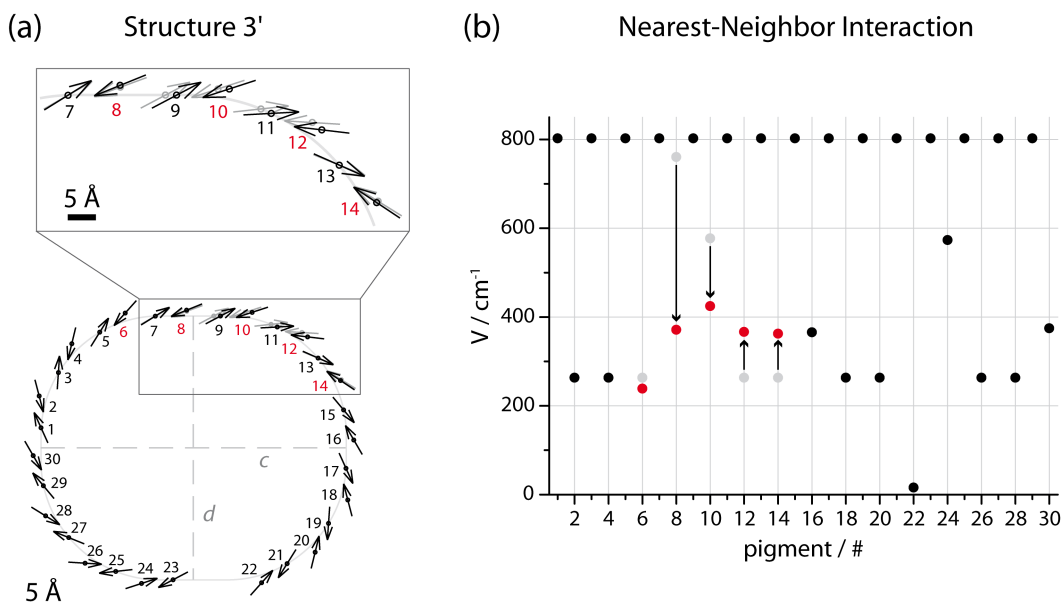 (a) Structure 3'
7 8 9 10 11 12 13 14
5 Å
1 2 3 4 5 6 7 8 9 10 11 12 13 14 15 16 17 18 19 20 21 22 23 24 25 26 27 28 29 30
c
d
5 Å
(b) Nearest-Neighbor Interaction
V / cm-1
800
600
400
200
0
2 4 6 8 10 12 14 16 18 20 22 24 26 28 30
pigment / #